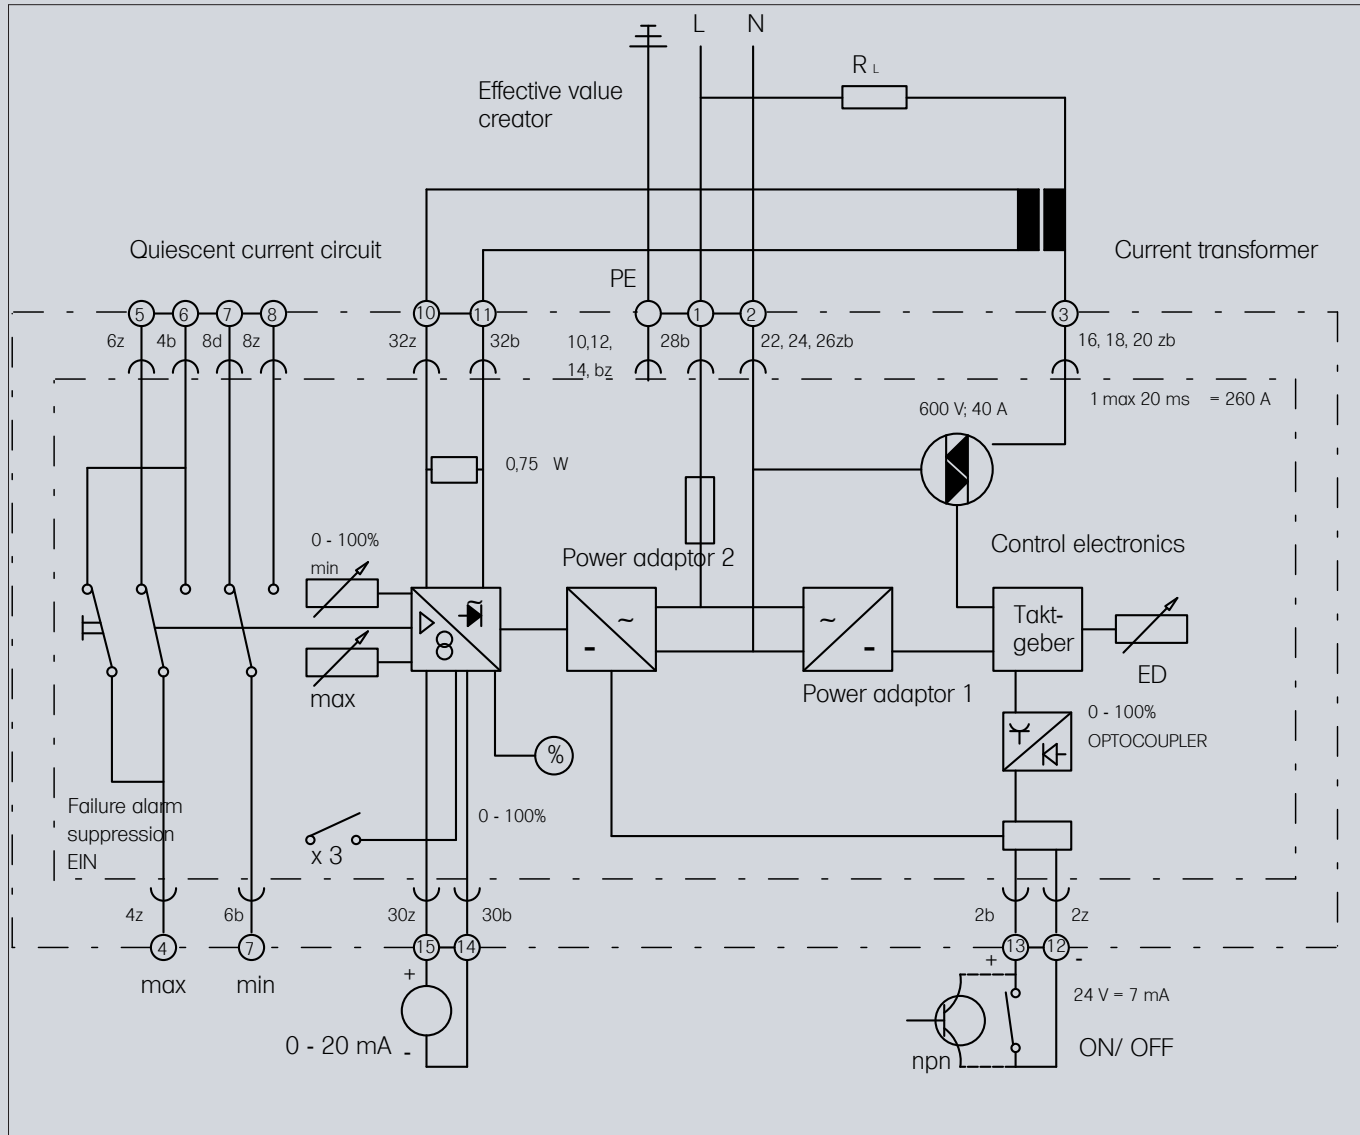 L N
R L
Effective value
creator
Quiescent current circuit
Current transformer
PE
5 6 7 8 10 11 1 2 3
6z 4b 8d 8z 32z 32b 10,12, 28b 22, 24, 26zb 16, 18, 20 zb
14, bz
1 max 20 ms = 260 A
600 V; 40 A
0,75 W
0 - 100%
min
Power adaptor 2
Control electronics
~ - ~ -
Takt-
geber
max
Power adaptor 1
ED
0 - 100%
OPTOCOUPLER
%
Failure alarm
suppression
EIN
0 - 100%
x 3
4z 6b 30z 30b 2b 2z
4 7 15 14 13 12
+ + -
max min
24 V = 7 mA
0 - 20 mA -
npn
ON/ OFF